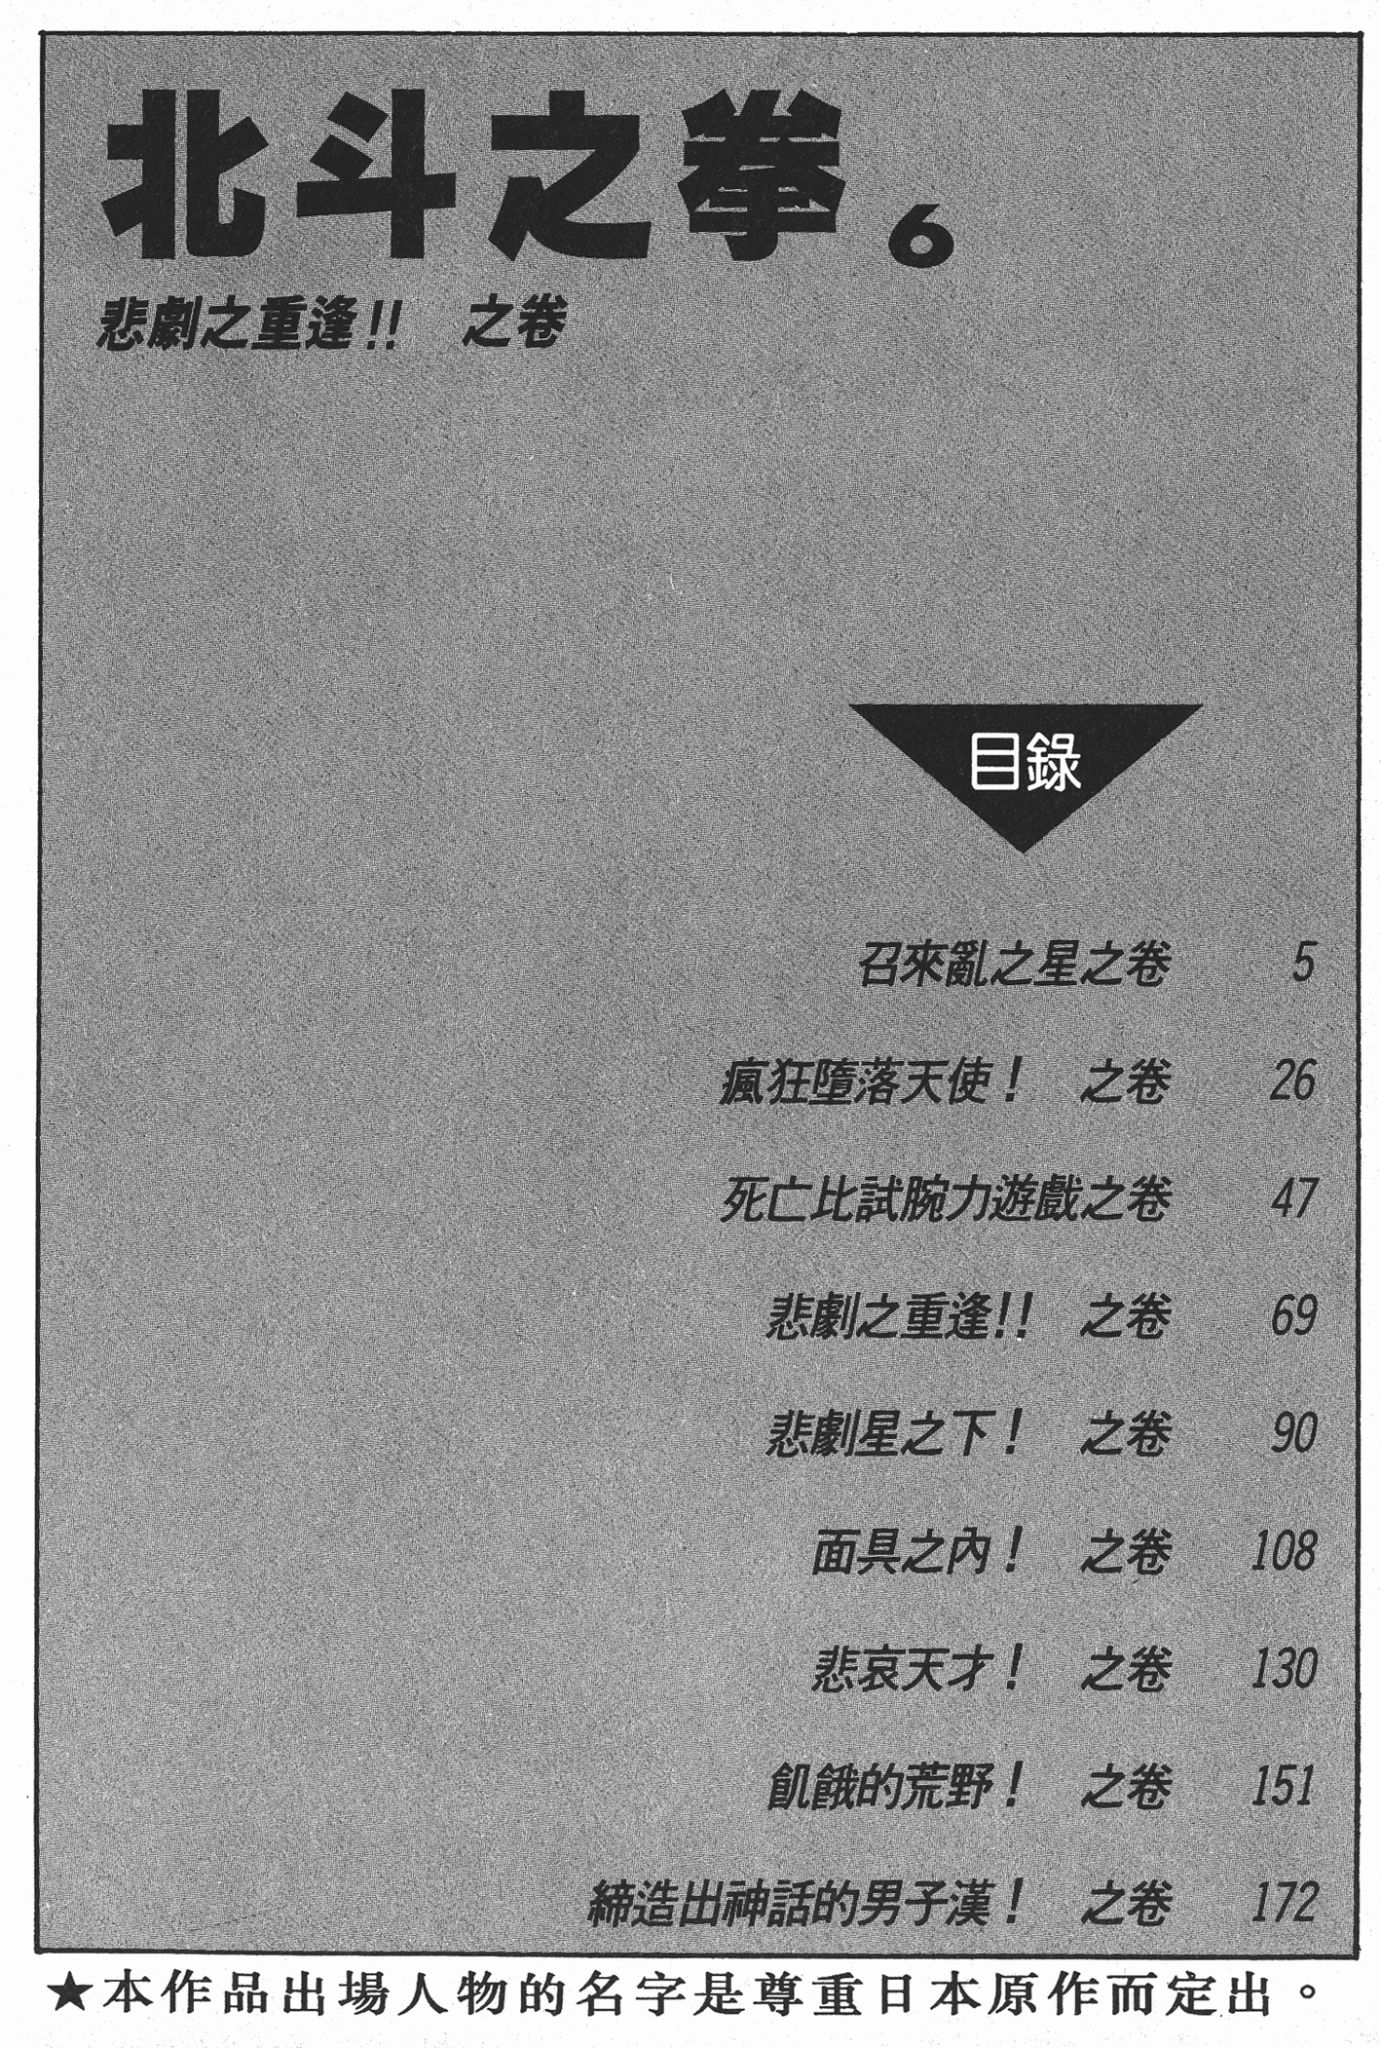 北斗之拳 6
悲劇之重逢!! 之卷
目錄
召來亂之星之卷 5
瘋狂墮落天使! 之卷 26
死亡比試腕力遊戲之卷 47
悲劇之重逢!! 之卷 69
悲劇星之下! 之卷 90
面具之內! 之卷 108
悲哀天才! 之卷 130
飢餓的荒野! 之卷 151
締造出神話的男子漢! 之卷 172
★本作品出場人物的名字是尊重日本原作而定出。